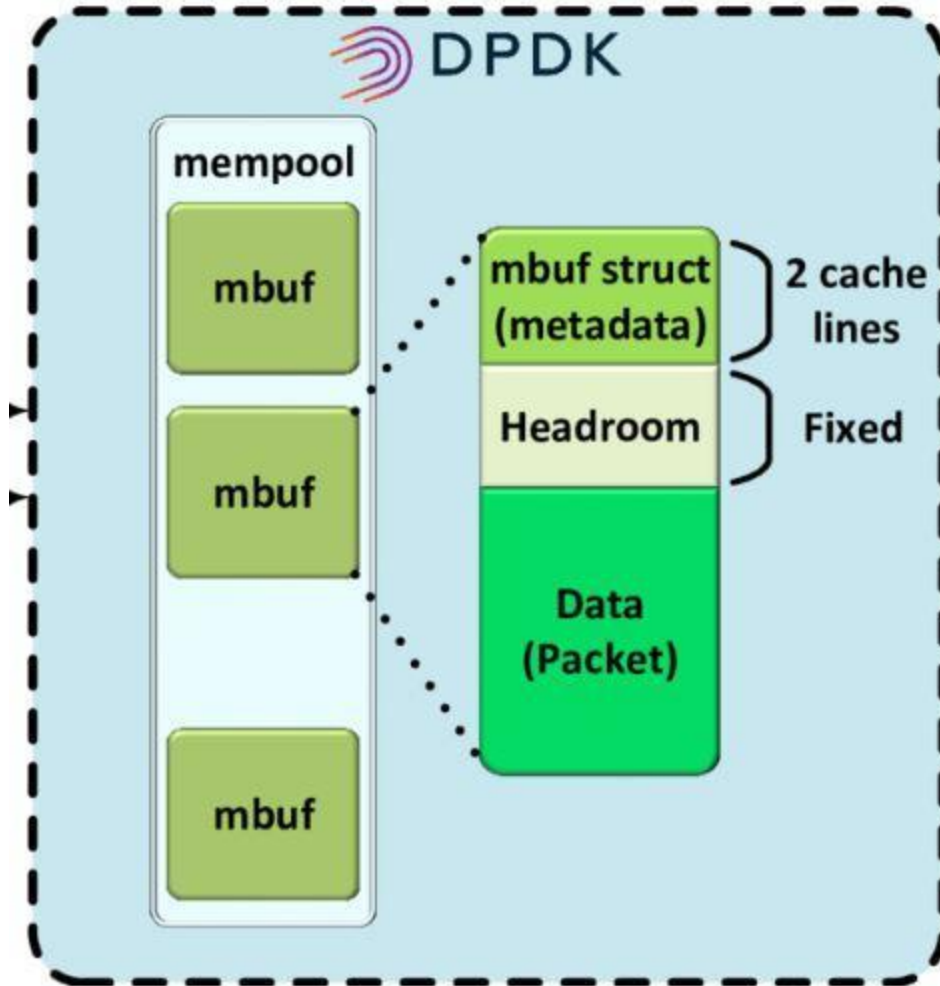 DPDK
mempool
mbuf
mbuf
mbuf
mbuf struct
(metadata)
2 cache
lines
Headroom
Fixed
Data
(Packet)